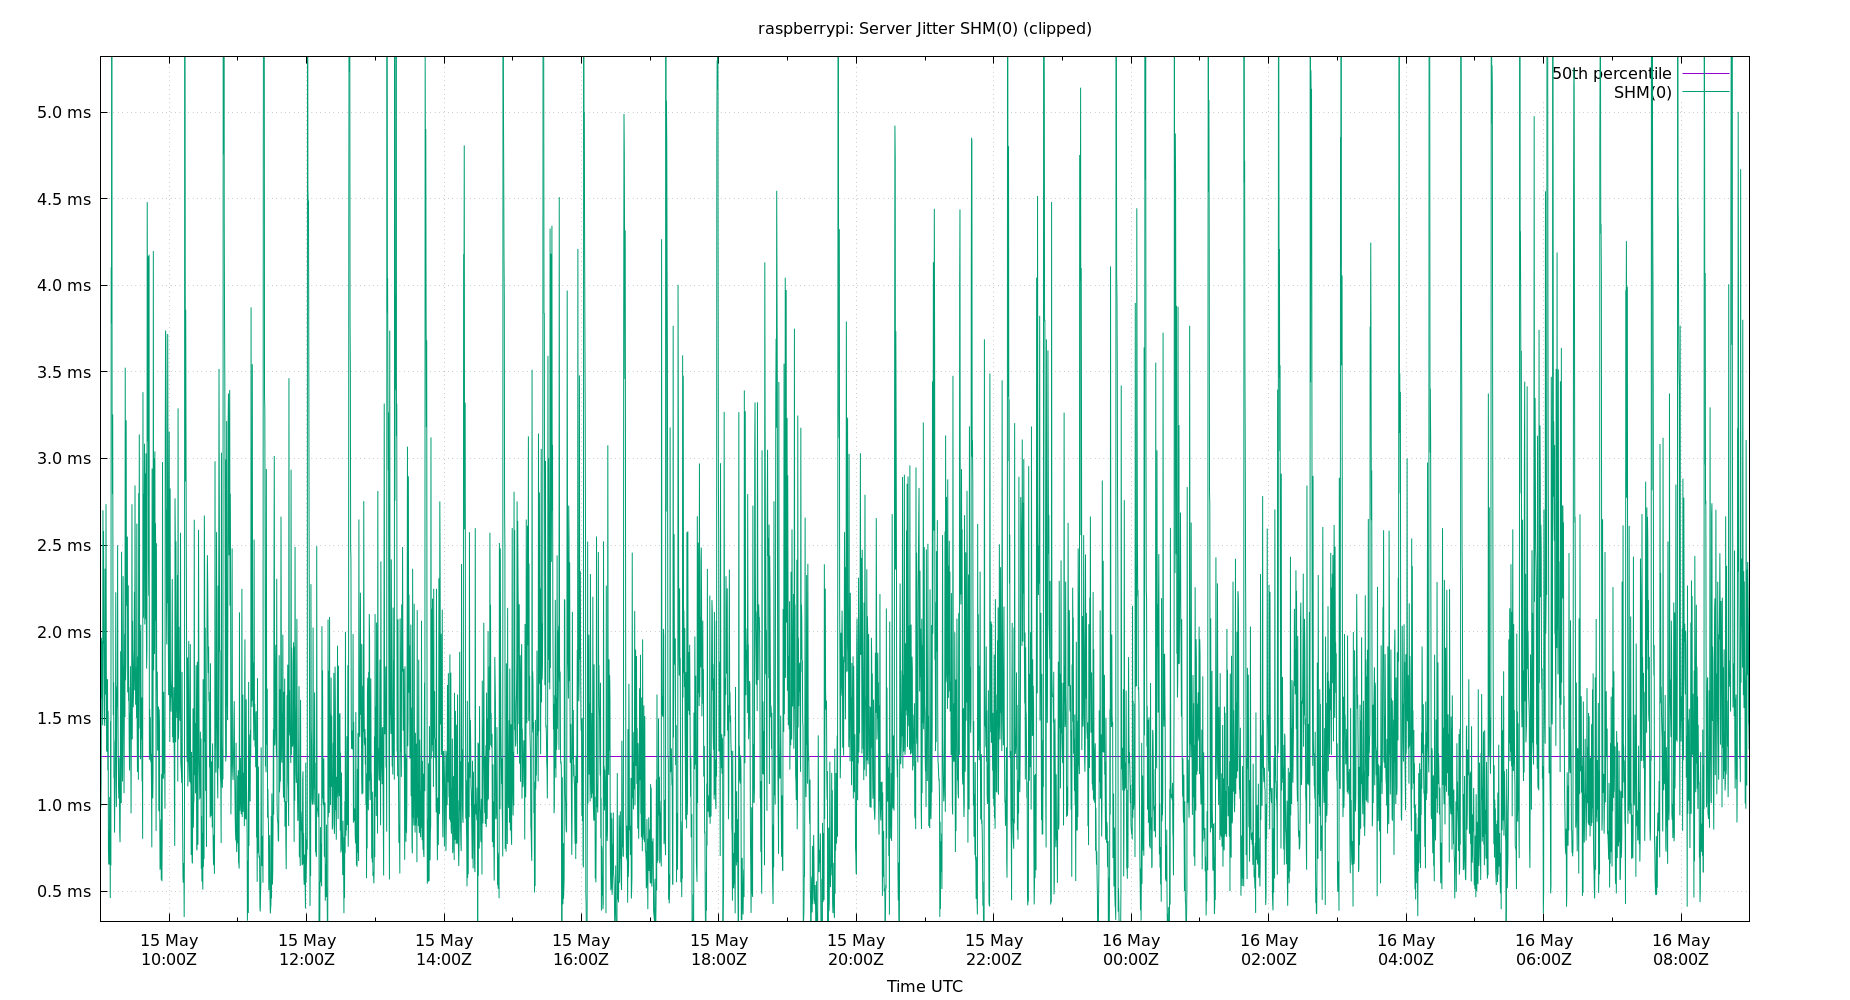 raspberrypi: Server Jitter SHM(0) (clipped)
50th percentile
SHM(0)
5.0 ms
4.5 ms
4.0 ms
3.5 ms
3.0 ms
2.5 ms
2.0 ms
1.5 ms
1.0 ms
0.5 ms
15 May 15 May 15 May 15 May 15 May 15 May 15 May 16 May 16 May 16 May 16 May 16 May
10:00Z 12:00Z 14:00Z 16:00Z 18:00Z 20:00Z 22:00Z 00:00Z 02:00Z 04:00Z 06:00Z 08:00Z
Time UTC